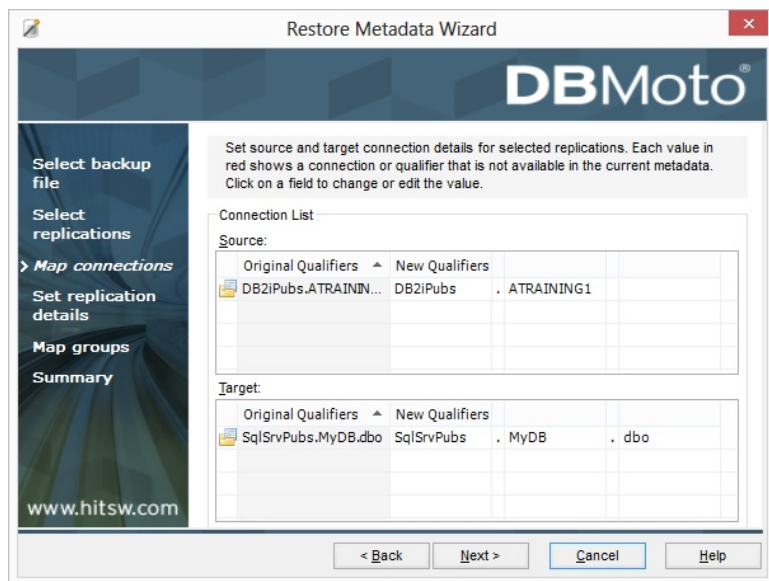 Restore Metadata Wizard
DBMoto®
Select backup
file
Select
replications
> Map connections
Set replication
details
Map groups
Summary
www.hitsw.com
Set source and target connection details for selected replications. Each value in
red shows a connection or qualifier that is not available in the current metadata.
Click on a field to change or edit the value.
Connection List
Source:
Original Qualifiers New Qualifiers
DB2iPubs.ATRAININ... DB2iPubs . ATRAINING1
Target:
Original Qualifiers New Qualifiers
SqlSrvPubs.MyDB.dbo SqlSrvPubs . MyDB . dbo
< Back Next > Cancel Help